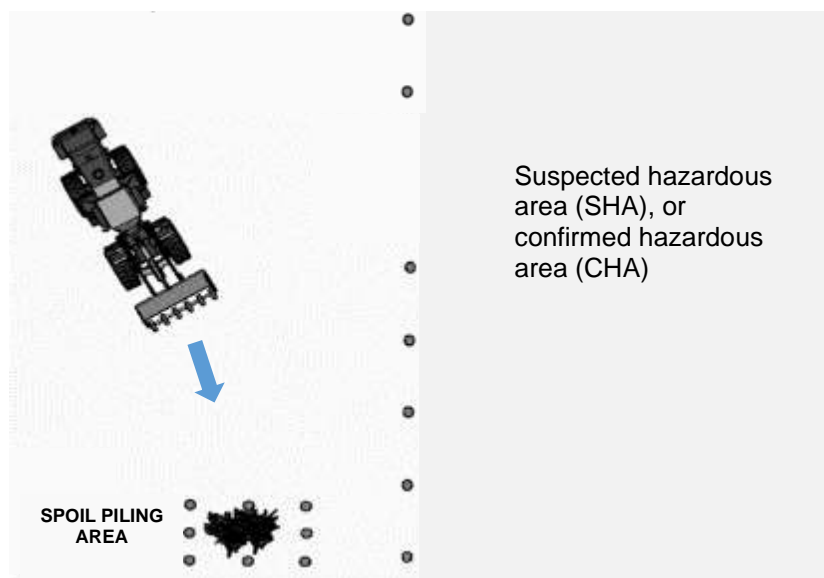 Suspected hazardous
area (SHA), or
confirmed hazardous
area (CHA)
SPOIL PILING
AREA